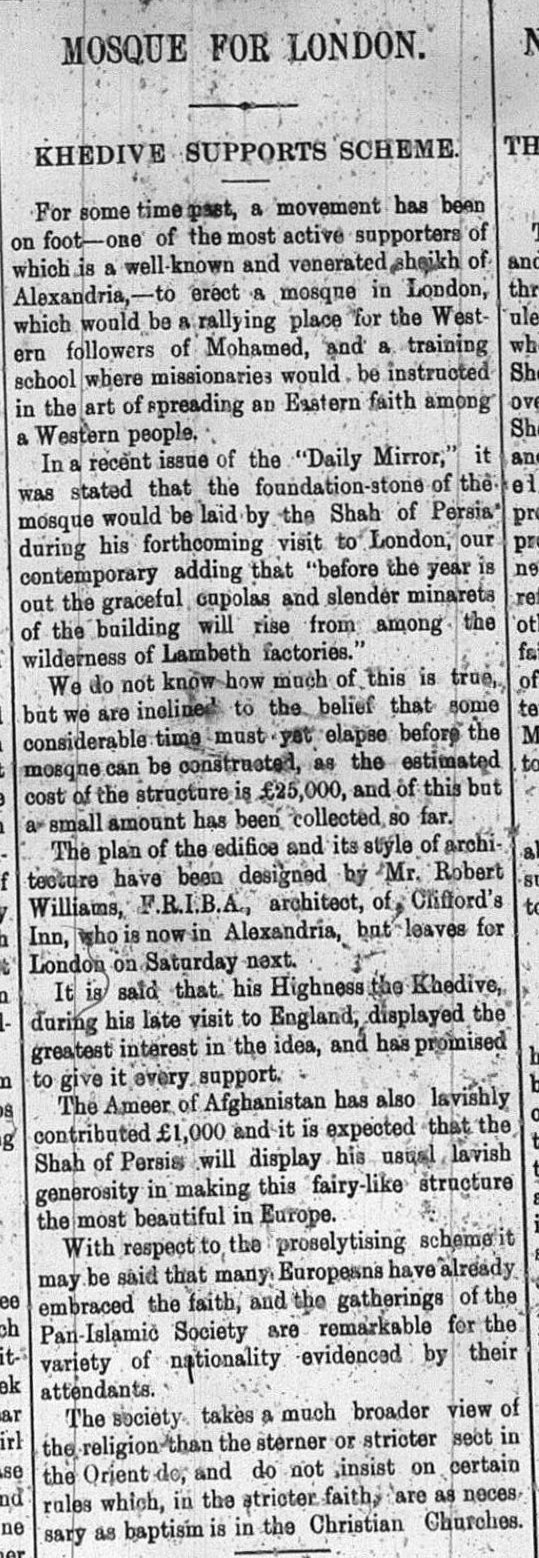 MOSQUE FOR LONDON.
KHEDIVE SUPPORTS SCHEME.
For some time past, a movement has been
on foot—one of the most active supporters of
which is a well-known and venerated sheikh of
Alexandria,—to erect a mosque in London,
which would be a rallying place for the West-
ern followers of Mohamed, and a training
school where missionaries would be instructed
in the art of spreading an Eastern faith among
a Western people.
In a recent issue of the "Daily Mirror," it
was stated that the foundation-stone of the
mosque would be laid by the Shah of Persia
during his forthcoming visit to London, our
contemporary adding that "before the year is
out the graceful cupolas and slender minarets
of the building will rise from among the
wilderness of Lambeth factories."
We do not know how much of this is true,
but we are inclined to the belief that some
considerable time must yet elapse before the
mosque can be constructed, as the estimated
cost of the structure is £25,000, and of this but
a small amount has been collected so far.
The plan of the edifice and its style of archi-
tecture have been designed by Mr. Robert
Williams, F.R.I.B.A., architect, of, Clifford's
Inn, who is now in Alexandria, but leaves for
London on Saturday next.
It is said that his Highness the Khedive,
during his late visit to England, displayed the
greatest interest in the idea, and has promised
to give it every support.
The Ameer of Afghanistan has also lavishly
contributed £1,000 and it is expected that the
Shah of Persia will display his usual lavish
generosity in making this fairy-like structure
the most beautiful in Europe.
With respect to the proselytising scheme it
may be said that many Europeans have already
embraced the faith, and the gatherings of the
Pan-Islamic Society are remarkable for the
variety of nationality evidenced by their
attendants.
The society takes a much broader view of
the religion than the sterner or stricter sect in
the Orient do, and do not insist on certain
rules which, in the stricter faith, are as neces-
sary as baptism is in the Christian Churches.